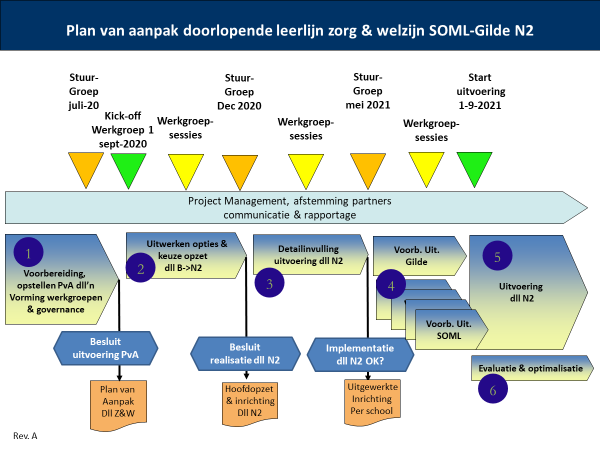 Plan van aanpak doorlopende leerlijn zorg & welzijn SOML-Gilde N2
Stuur-
Groep
juli-20
Kick-off
Werkgroep 1
sept-2020
Werkgroep-
sessies
Stuur-
Groep
Dec 2020
Werkgroep-
sessies
Stuur-
Groep
mei 2021
Werkgroep-
sessies
Start
uitvoering
1-9-2021
Project Management, afstemming partners
communicatie & rapportage
1
Voorbereiding,
opstellen PvA dll'n
Vorming werkgroepen
& governance
2
Uitwerken opties &
keuze opzet
dll B->N2
3
Detailinvulling
uitvoering dll N2
Voorb. Uit.
Gilde
4
Voorb. Uit.
SOML
5
Uitvoering
dll N2
Evaluatie & optimalisatie
6
Besluit
uitvoering PvA
Besluit
realisatie dll N2
Implementatie
dll N2 OK?
Plan van
Aanpak
Dll Z&W
Hoofdopzet
& inrichting
Dll N2
Uitgewerkte
Inrichting
Per school
Rev. A